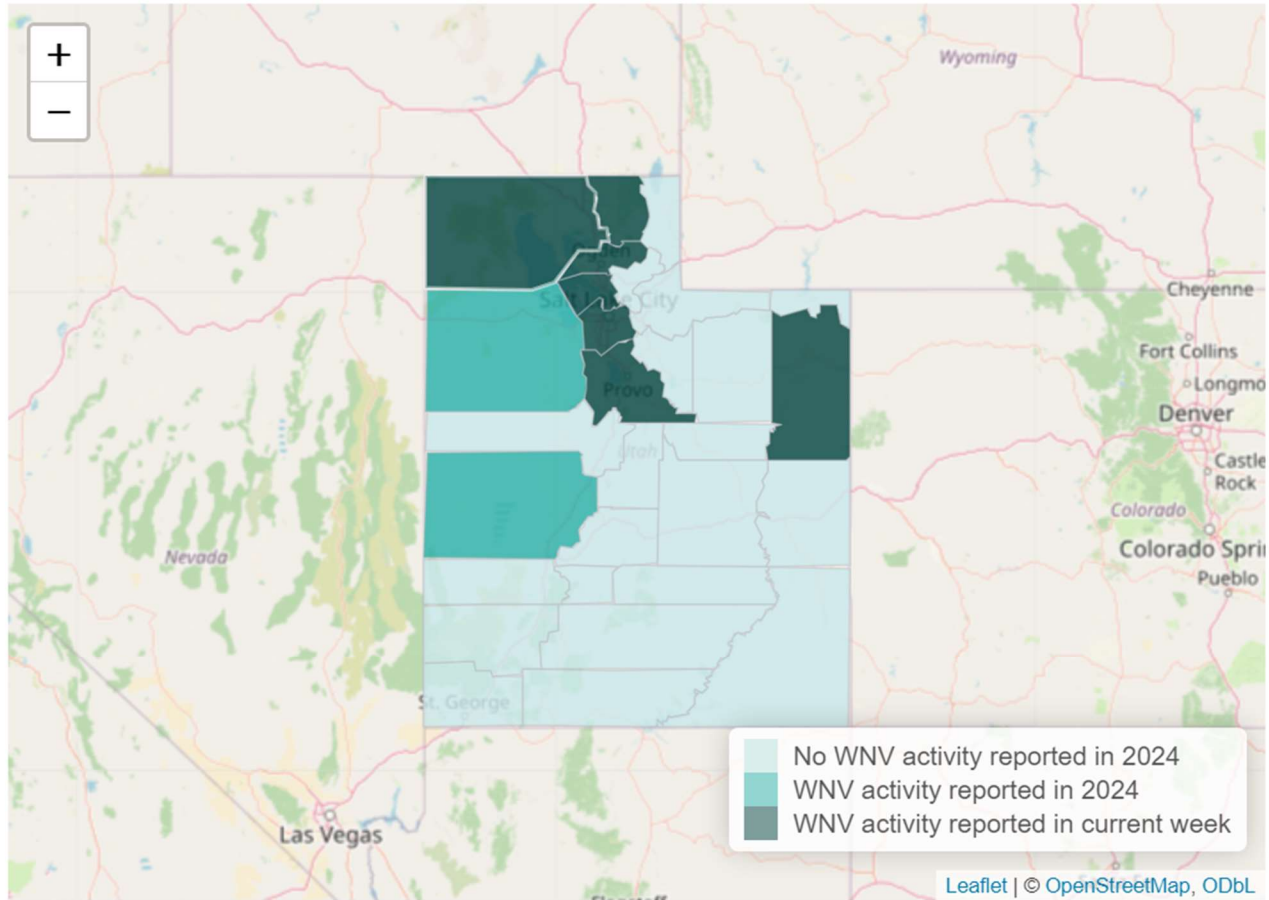 +
−
Wyoming
Ogden
Salt Lake City
Cheyenne
Fort Collins
Longmo
Provo
Denver
Utah
Castle
Rock
Colorado
Nevada
Colorado Spri
Pueblo
St. George
No WNV activity reported in 2024
WNV activity reported in 2024
WNV activity reported in current week
Las Vegas
Leaflet | © OpenStreetMap, ODbL